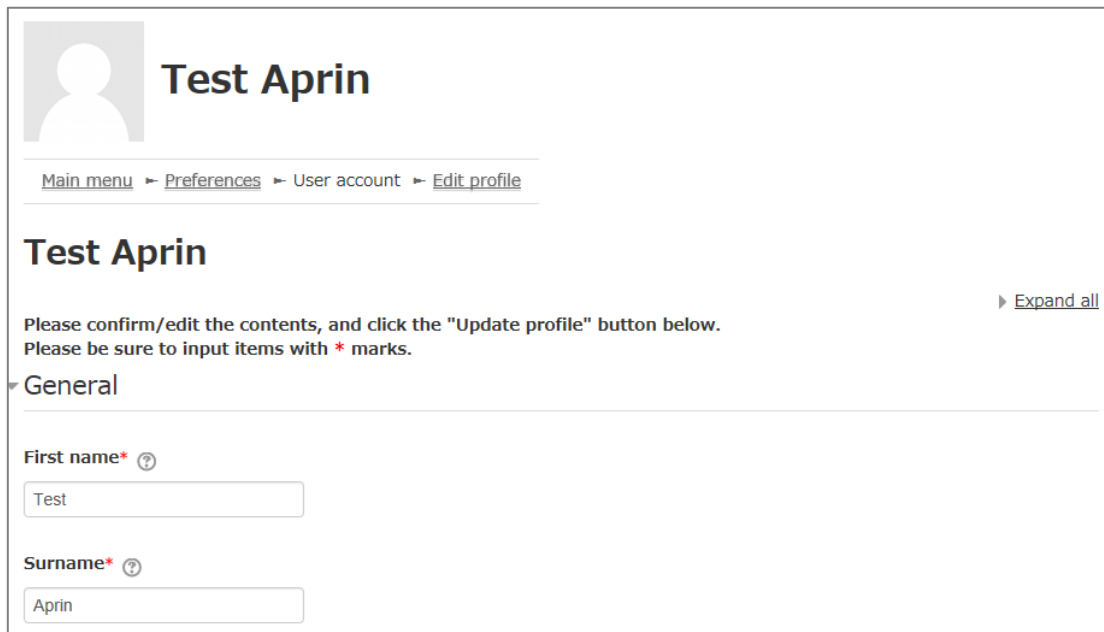 Test Aprin
Main menu ► Preferences ► User account ► Edit profile
Test Aprin
Expand all
Please confirm/edit the contents, and click the "Update profile" button below.
Please be sure to input items with * marks.
General
First name* ?
Test
Surname* ?
Aprin